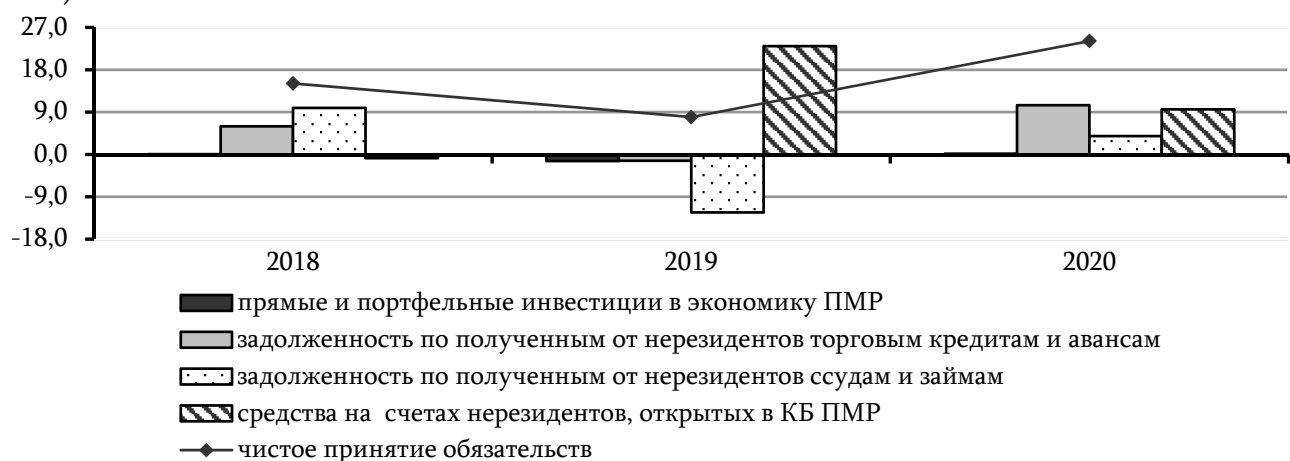 27,0
18,0
9,0
0,0
-9,0
-18,0
2018 2019 2020
прямые и портфельные инвестиции в экономику ПМР
задолженность по полученным от нерезидентов торговым кредитам и авансам
задолженность по полученным от нерезидентов ссудам и займам
средства на счетах нерезидентов, открытых в КБ ПМР
чистое принятие обязательств